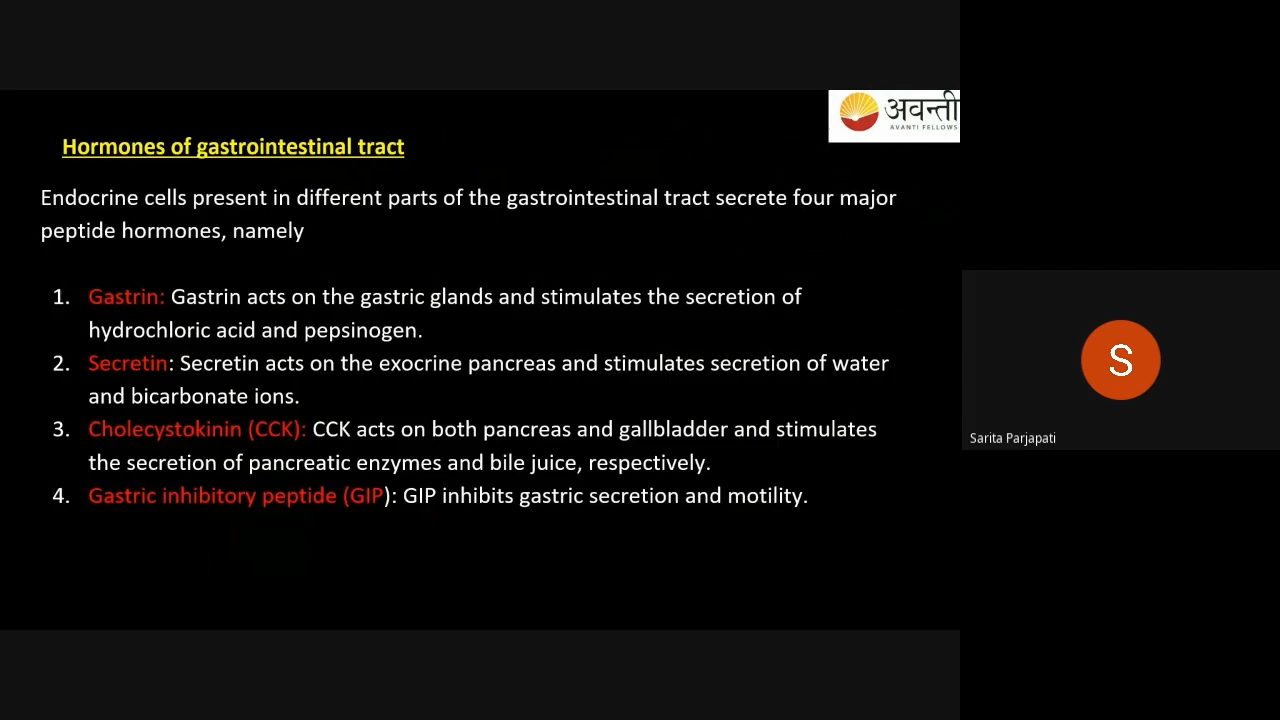 अवन्ती
AVANTI FELLOWS
Hormones of gastrointestinal tract
Endocrine cells present in different parts of the gastrointestinal tract secrete four major
peptide hormones, namely
1. Gastrin: Gastrin acts on the gastric glands and stimulates the secretion of
hydrochloric acid and pepsinogen.
2. Secretin: Secretin acts on the exocrine pancreas and stimulates secretion of water
and bicarbonate ions.
3. Cholecystokinin (CCK): CCK acts on both pancreas and gallbladder and stimulates
the secretion of pancreatic enzymes and bile juice, respectively.
4. Gastric inhibitory peptide (GIP): GIP inhibits gastric secretion and motility.
S
Sarita Parjapati